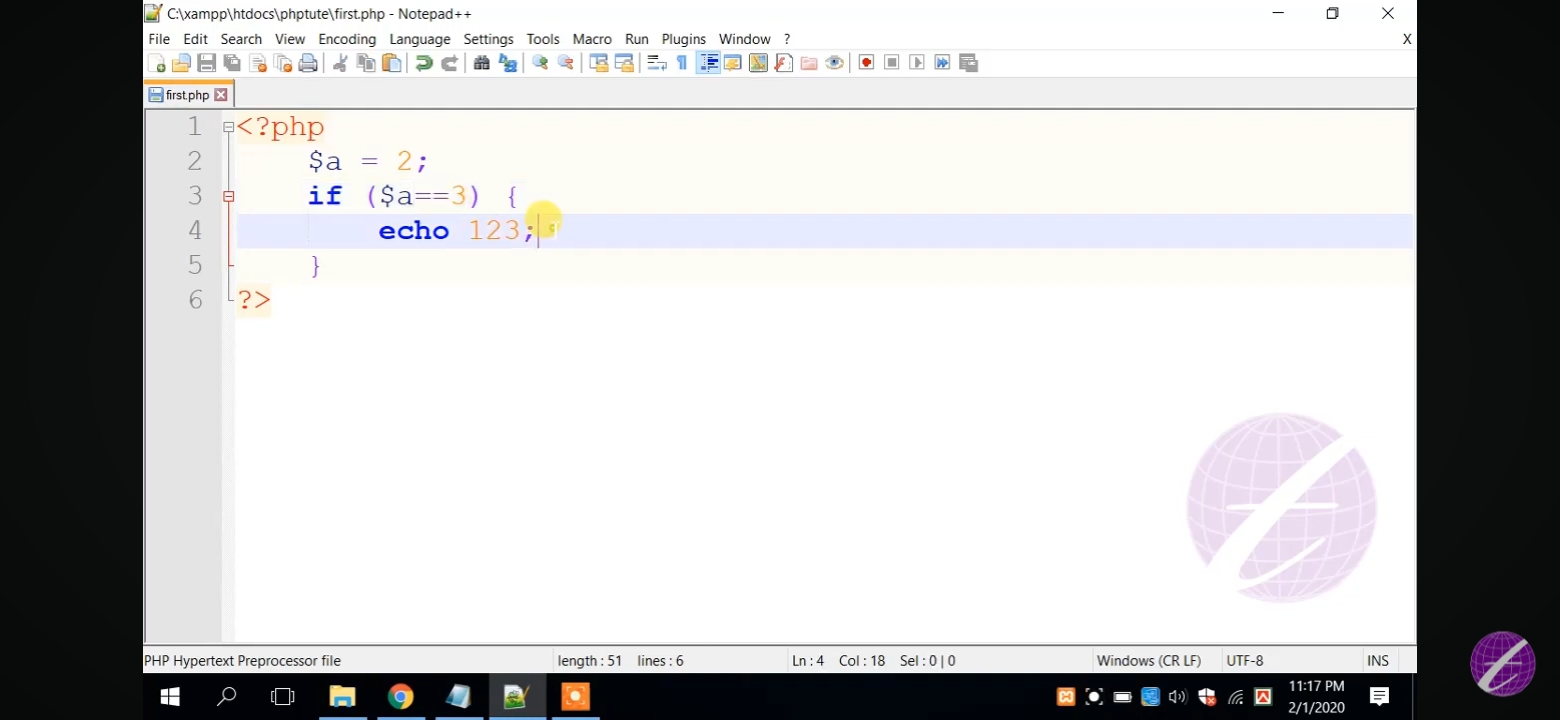 C:\xampp\htdocs\phptute\first.php - Notepad++
File Edit Search View Encoding Language Settings Tools Macro Run Plugins Window ? X
first.php
1 <?php
2 $a = 2;
3 if ($a==3) {
4 echo 123;
5 }
6 ?>
PHP Hypertext Preprocessor file length : 51 lines : 6 Ln : 4 Col : 18 Sel : 0 | 0 Windows (CR LF) UTF-8 INS
11:17 PM
2/1/2020